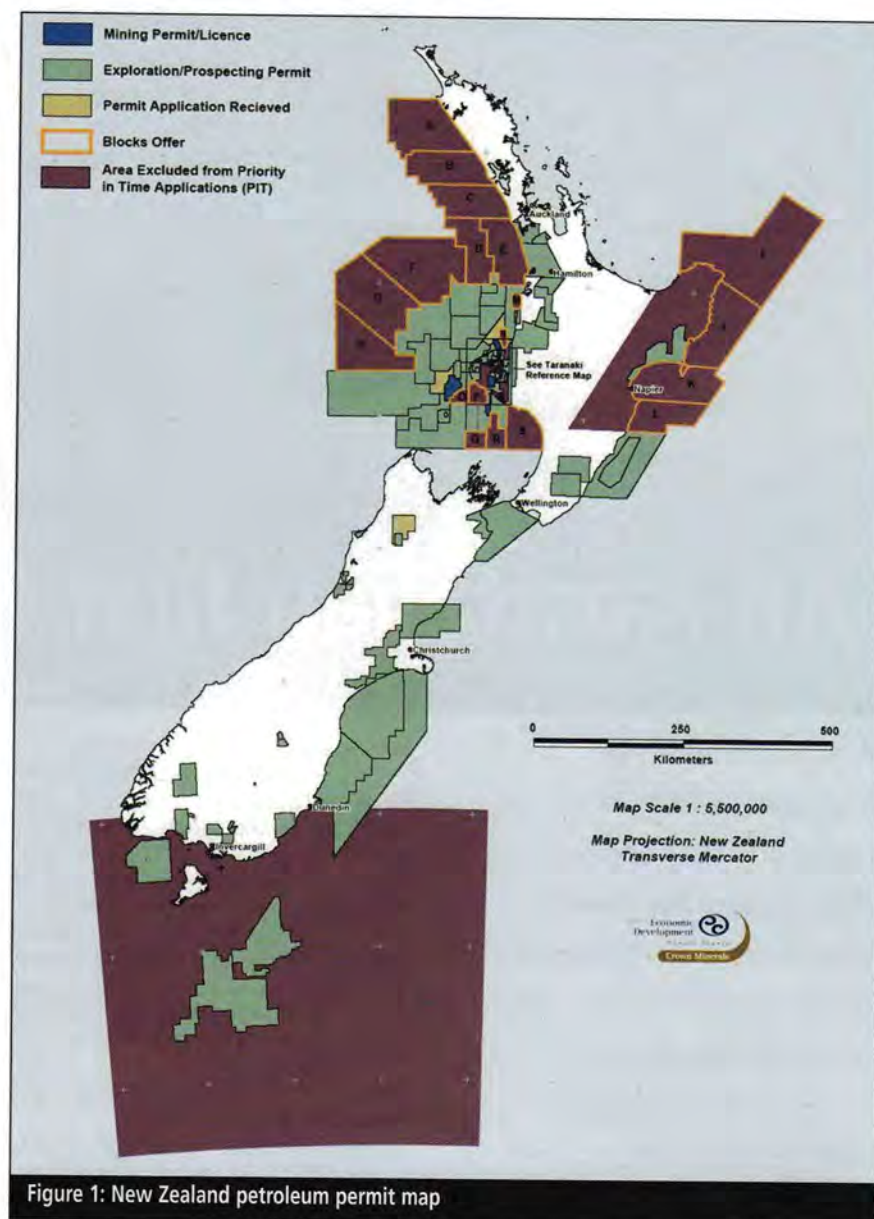 Mining Permit/Licence
Exploration/Prospecting Permit
Permit Application Recieved
Blocks Offer
Area Excluded from Priority
in Time Applications (PIT)
A
B
C
Auckland
D
E
F
Hamilton
G
H
I
J
See Taranaki
Reference Map
Napier
K
L
O
P
Q
R
S
Wellington
Christchurch
0
250
500
Kilometers
Dunedin
Map Scale 1 : 5,500,000
Invercargill
Map Projection: New Zealand
Transverse Mercator
Economic
Development
Crown Minerals
Figure 1: New Zealand petroleum permit map